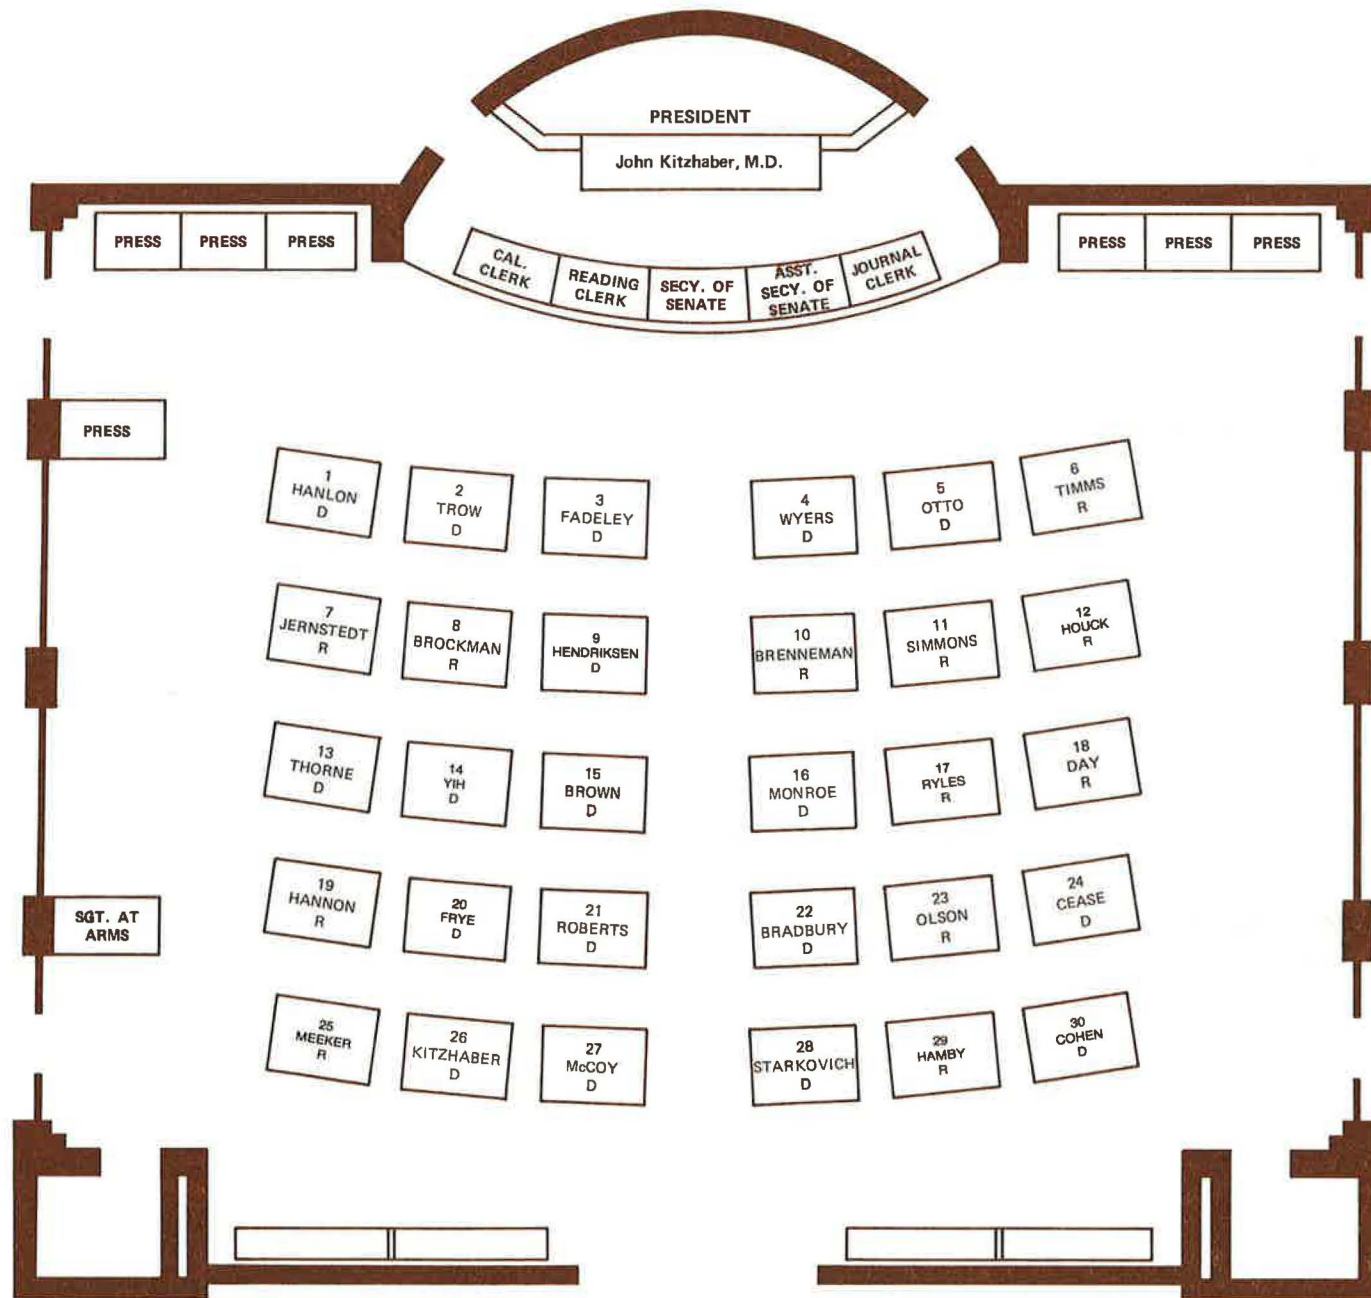 PRESIDENT
John Kitzhaber, M.D.
PRESS
PRESS
PRESS
PRESS
PRESS
PRESS
CAL.
CLERK
READING
CLERK
SECY. OF
SENATE
ASST.
SECY. OF
SENATE
JOURNAL
CLERK
PRESS
1
HANLON
D
2
TROW
D
3
FADELEY
D
4
WYERS
D
5
OTTO
D
6
TIMMS
R
7
JERNSTEDT
R
8
BROCKMAN
R
9
HENDRIKSEN
D
10
BRENNEMAN
R
11
SIMMONS
R
12
HOUCK
R
13
THORNE
D
14
YIH
D
15
BROWN
D
16
MONROE
D
17
RYLES
R
18
DAY
R
19
HANNON
R
20
FRYE
D
21
ROBERTS
D
22
BRADBURY
D
23
OLSON
R
24
CEASE
D
SGT. AT
ARMS
25
MEEKER
R
26
KITZHABER
D
27
McCOY
D
28
STARKOVICH
D
29
HAMBY
R
30
COHEN
D